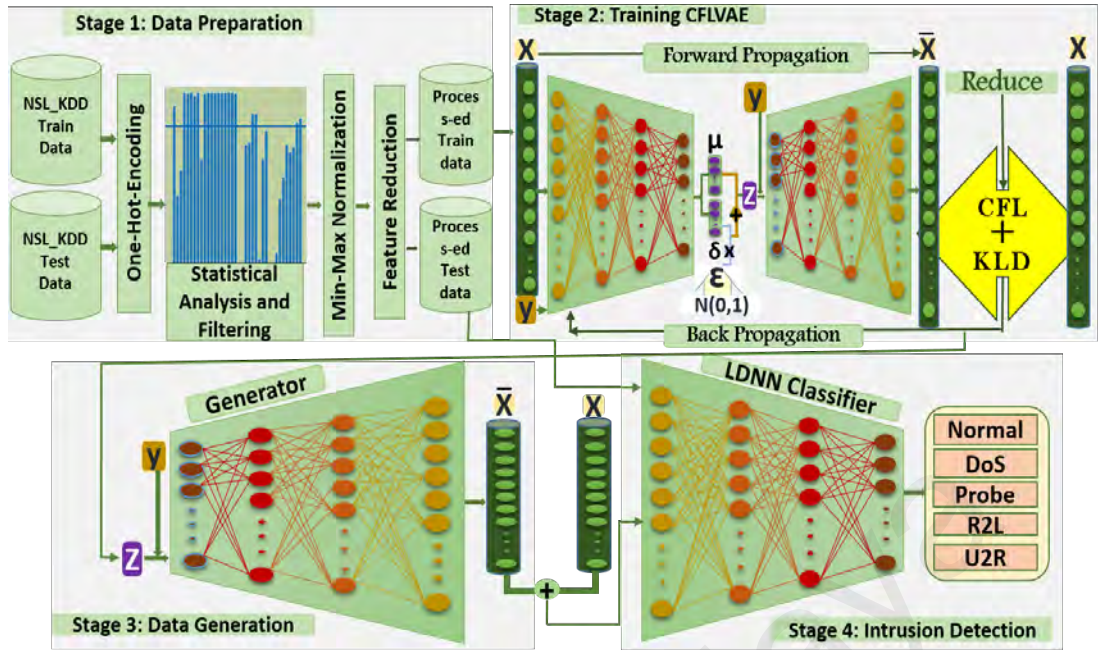 Stage 1: Data Preparation
NSL_KDD
Train
Data
NSL_KDD
Test
Data
One-Hot-Encoding
Statistical
Analysis and
Filtering
Min-Max Normalization
Feature Reduction
Proces
s-ed
Train
data
Proces
s-ed
Test
data
Stage 2: Training CFLVAE
X
Forward Propagation
X̄
X
Reduce
y
y
μ
δ
x
ε
N(0,1)
+
Z
CFL
+
KLD
Back Propagation
Generator
y
Z
X̄
X
+
Stage 3: Data Generation
LDNN Classifier
Normal
DoS
Probe
R2L
U2R
Stage 4: Intrusion Detection